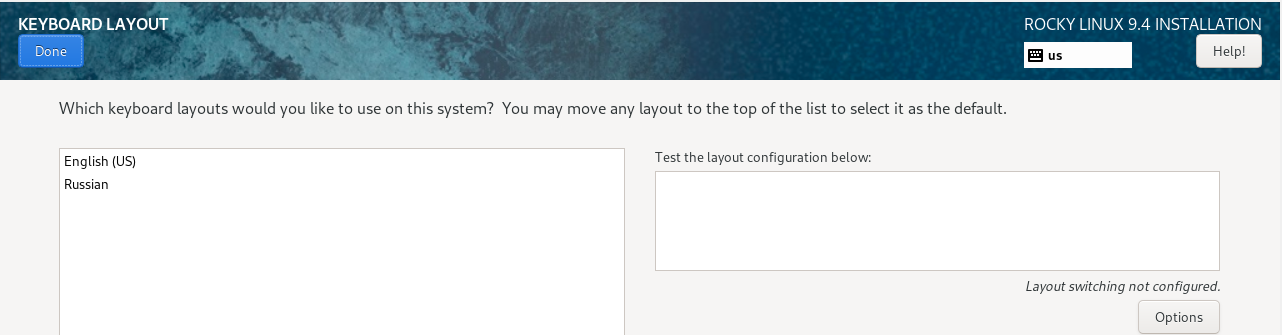 KEYBOARD LAYOUT
ROCKY LINUX 9.4 INSTALLATION
Done
us
Help!
Which keyboard layouts would you like to use on this system? You may move any layout to the top of the list to select it as the default.
English (US)
Russian
Test the layout configuration below:
Layout switching not configured.
Options